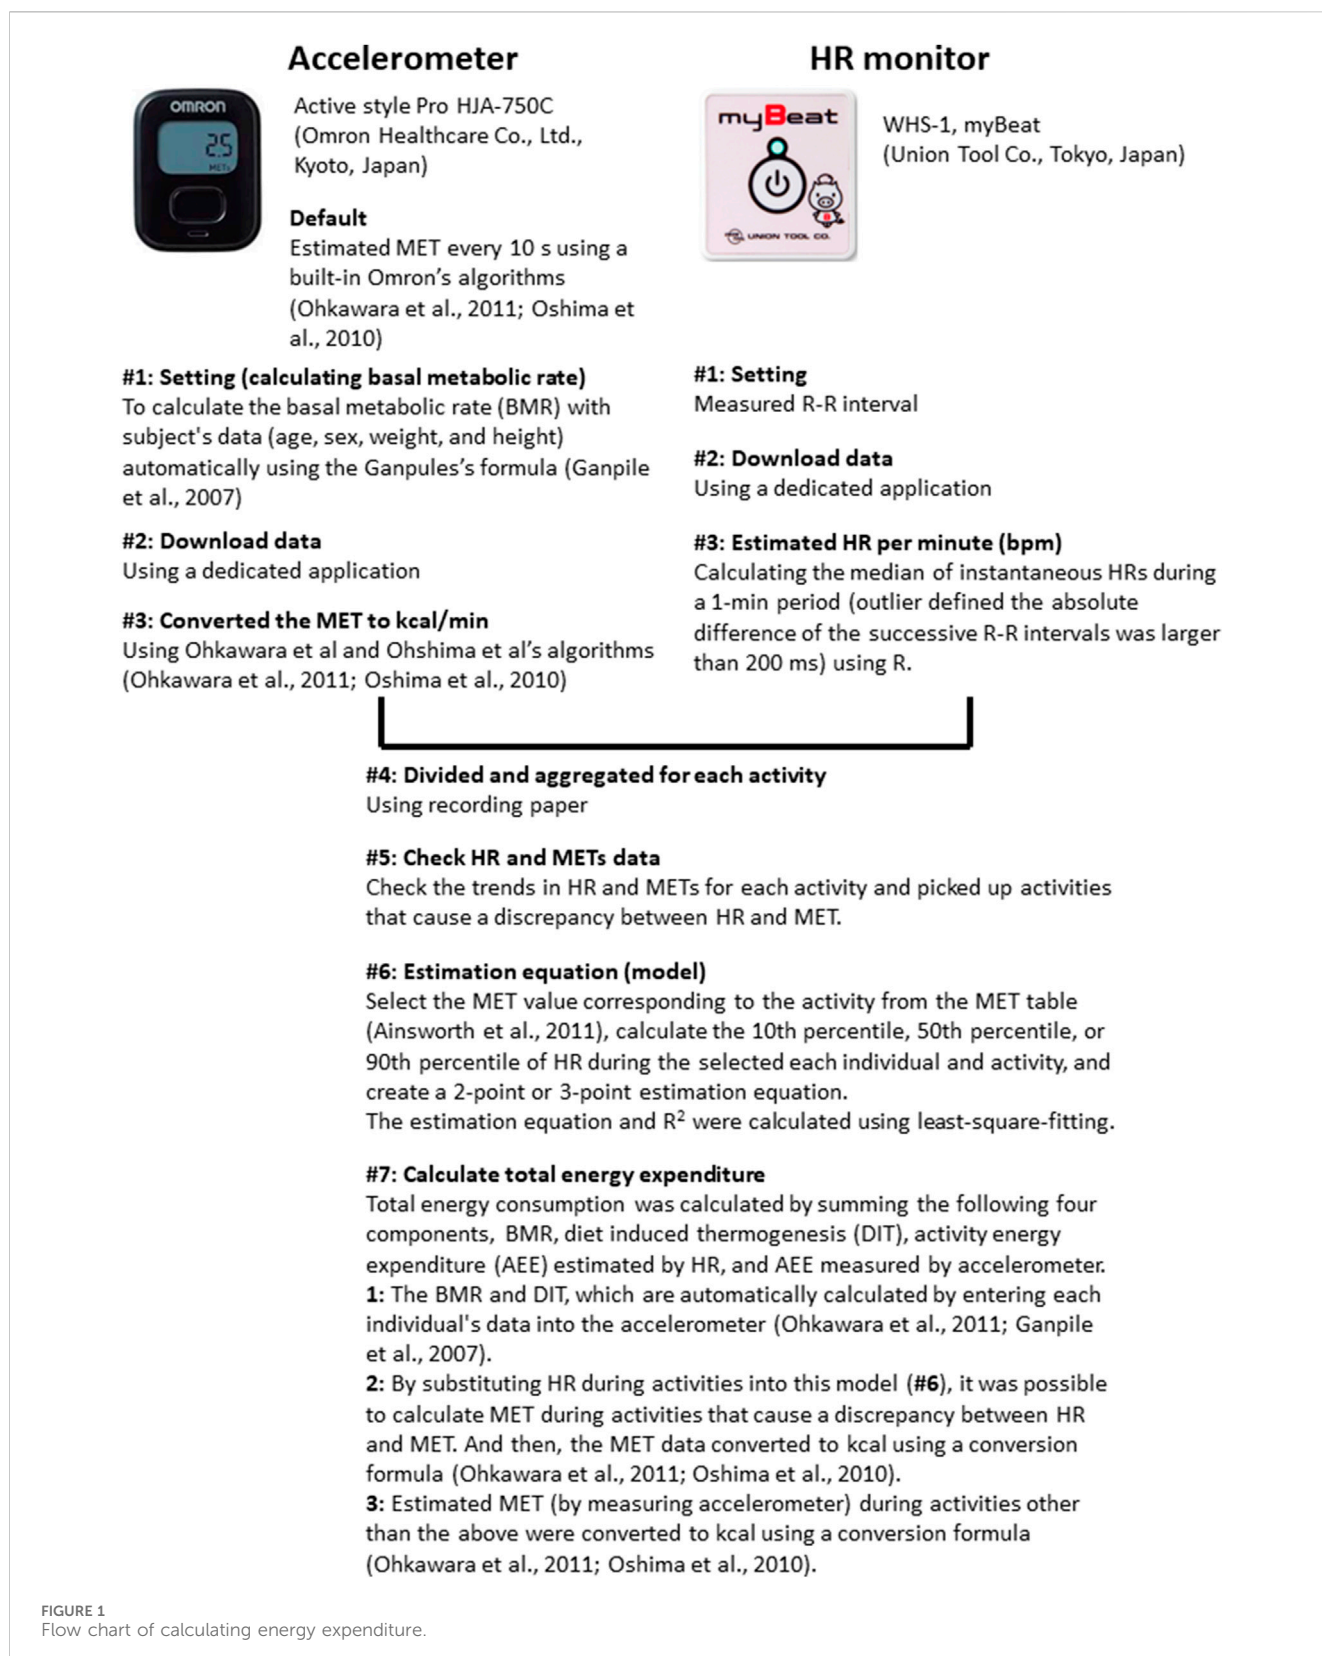 Accelerometer
OMRON
2.5
METs
Active style Pro HJA-750C
(Omron Healthcare Co., Ltd.,
Kyoto, Japan)
Default
Estimated MET every 10 s using a
built-in Omron's algorithms
(Ohkawara et al., 2011; Oshima et
al., 2010)
#1: Setting (calculating basal metabolic rate)
To calculate the basal metabolic rate (BMR) with
subject's data (age, sex, weight, and height)
automatically using the Ganpules's formula (Ganpile
et al., 2007)
#2: Download data
Using a dedicated application
#3: Converted the MET to kcal/min
Using Ohkawara et al and Ohshima et al's algorithms
(Ohkawara et al., 2011; Oshima et al., 2010)
HR monitor
myBeat
UNION TOOL CO.
WHS-1, myBeat
(Union Tool Co., Tokyo, Japan)
#1: Setting
Measured R-R interval
#2: Download data
Using a dedicated application
#3: Estimated HR per minute (bpm)
Calculating the median of instantaneous HRs during
a 1-min period (outlier defined the absolute
difference of the successive R-R intervals was larger
than 200 ms) using R.
#4: Divided and aggregated for each activity
Using recording paper
#5: Check HR and METs data
Check the trends in HR and METs for each activity and picked up activities
that cause a discrepancy between HR and MET.
#6: Estimation equation (model)
Select the MET value corresponding to the activity from the MET table
(Ainsworth et al., 2011), calculate the 10th percentile, 50th percentile, or
90th percentile of HR during the selected each individual and activity, and
create a 2-point or 3-point estimation equation.
The estimation equation and R² were calculated using least-square-fitting.
#7: Calculate total energy expenditure
Total energy consumption was calculated by summing the following four
components, BMR, diet induced thermogenesis (DIT), activity energy
expenditure (AEE) estimated by HR, and AEE measured by accelerometer.
1: The BMR and DIT, which are automatically calculated by entering each
individual's data into the accelerometer (Ohkawara et al., 2011; Ganpile
et al., 2007).
2: By substituting HR during activities into this model (#6), it was possible
to calculate MET during activities that cause a discrepancy between HR
and MET. And then, the MET data converted to kcal using a conversion
formula (Ohkawara et al., 2011; Oshima et al., 2010).
3: Estimated MET (by measuring accelerometer) during activities other
than the above were converted to kcal using a conversion formula
(Ohkawara et al., 2011; Oshima et al., 2010).
FIGURE 1
Flow chart of calculating energy expenditure.